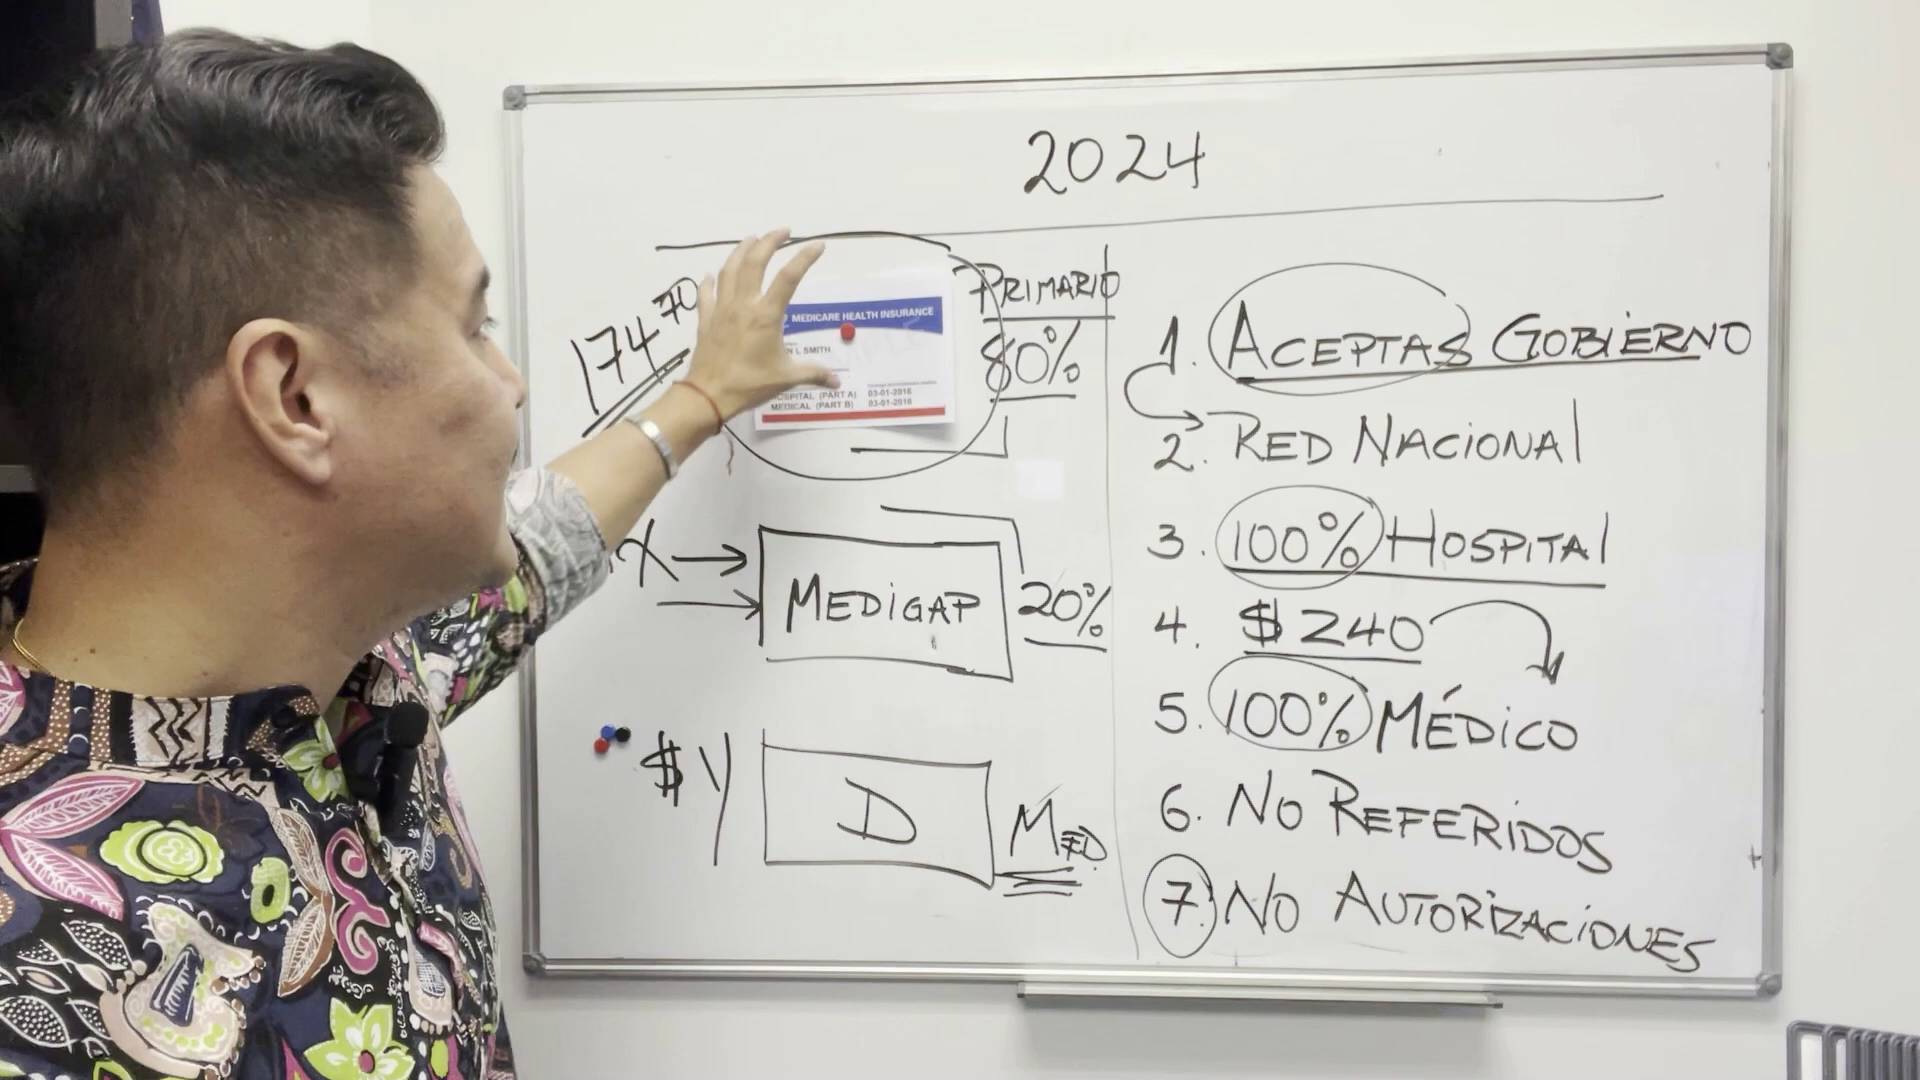 2024
174 70
MEDICARE HEALTH INSURANCE
L SMITH
HOSPITAL (PART A) 03-01-2016
MEDICAL (PART B) 03-01-2016
PRIMARIO
80%
X
MEDIGAP
20%
$ Y
D
MED.
1. ACEPTAS GOBIERNO
2. RED NACIONAL
3. 100% HOSPITAL
4. $240
5. 100% MÉDICO
6. NO REFERIDOS
7. NO AUTORIZACIONES